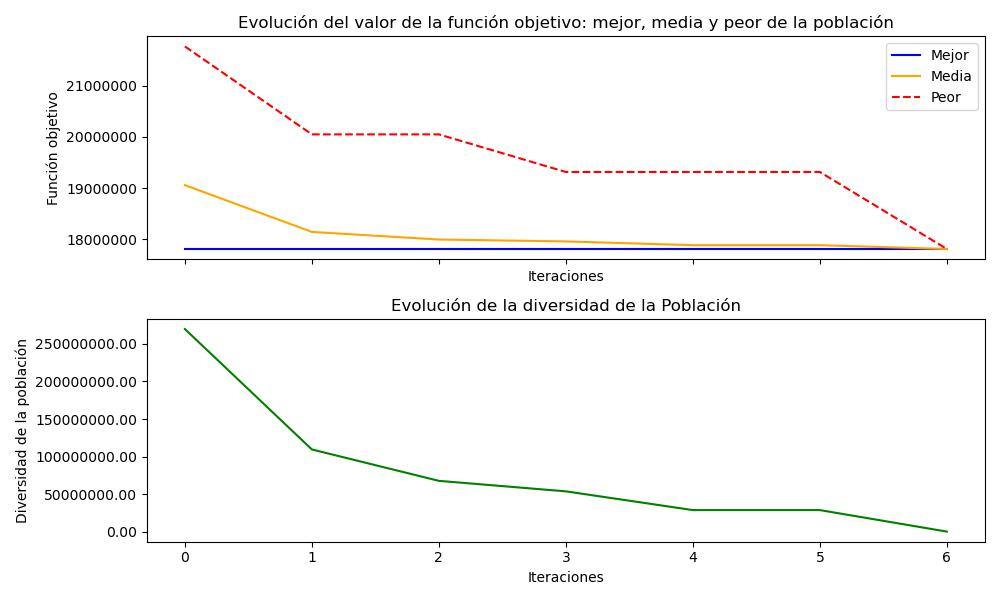 Evolución del valor de la función objetivo: mejor, media y peor de la población
Función objetivo
21000000
20000000
19000000
18000000
Mejor
Media
Peor
Iteraciones
Evolución de la diversidad de la Población
Diversidad de la población
250000000.00
200000000.00
150000000.00
100000000.00
50000000.00
0.00
0 1 2 3 4 5 6
Iteraciones